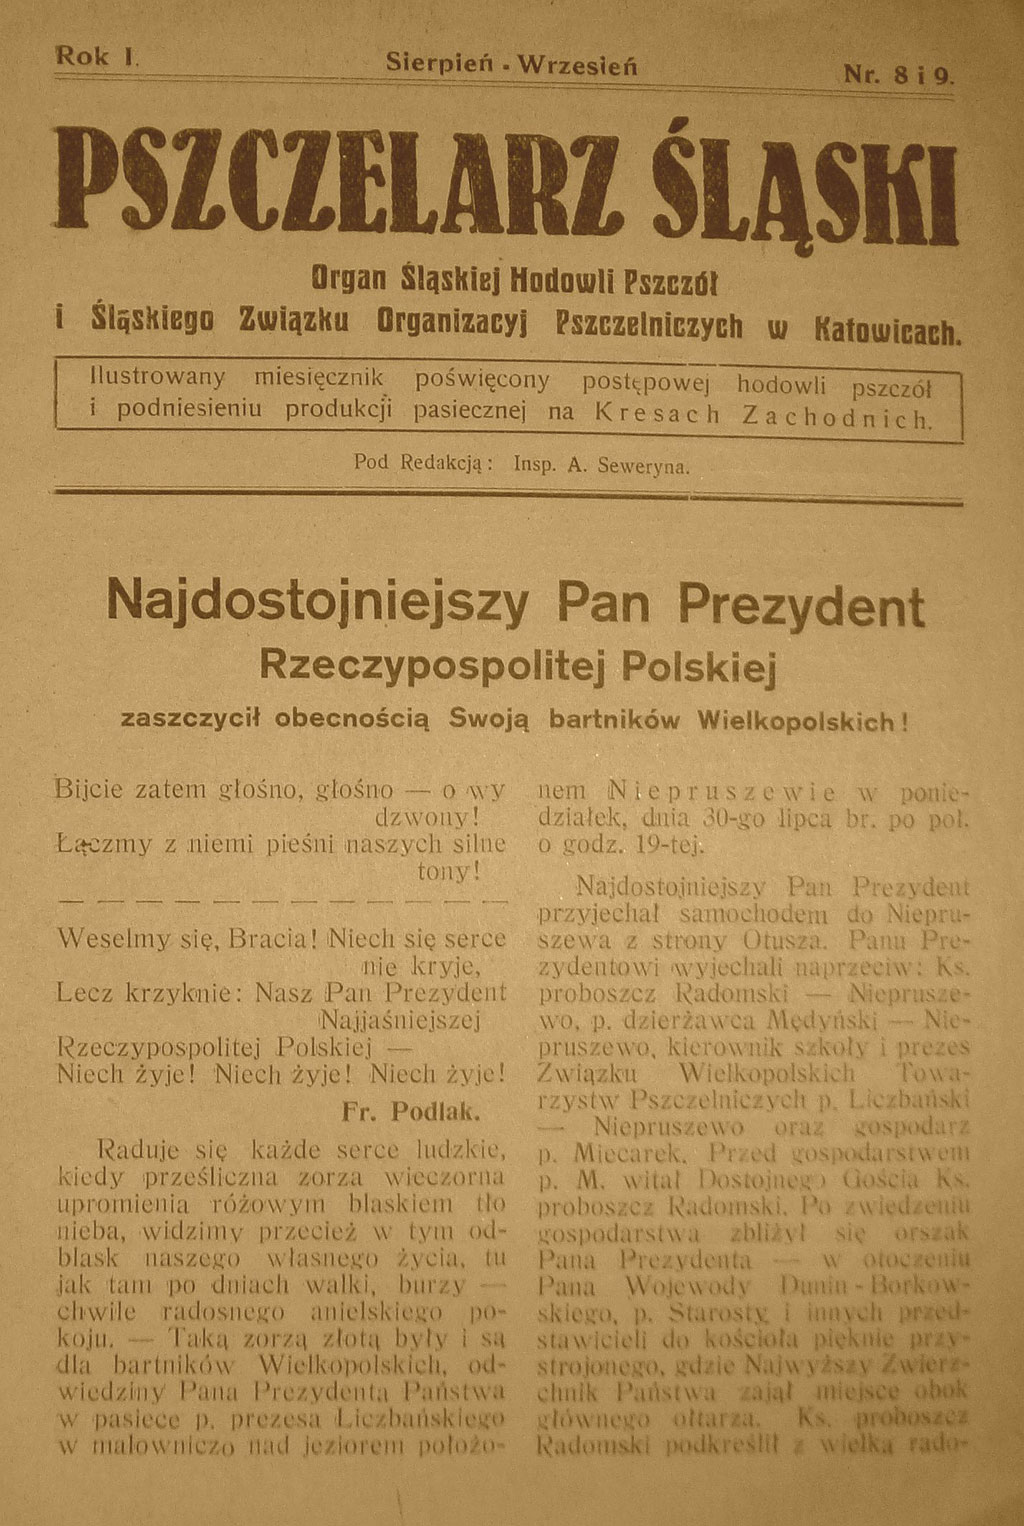 Rok I.
Sierpień - Wrzesień
Nr. 8 i 9.
PSZCZELARZ ŚLĄSKI
Organ Śląskiej Hodowli Pszczół
i Śląskiego Związku Organizacyj Pszczelniczych w Katowicach.
Ilustrowany miesięcznik poświęcony postępowej hodowli pszczół
i podniesieniu produkcji pasiecznej na Kresach Zachodnich.
Pod Redakcją: Insp. A. Seweryna.
Najdostojniejszy Pan Prezydent
Rzeczypospolitej Polskiej
zaszczycił obecnością Swoją bartników Wielkopolskich!
Bijcie zatem głośno, głośno — o wy
dzwony!
Łączmy z niemi pieśni naszych silne
tony!
— — — — — — — — — — — — — —
Weselmy się, Bracia! Niech się serce
nie kryje,
Lecz krzyknie: Nasz Pan Prezydent
Najjaśniejszej
Rzeczypospolitej Polskiej —
Niech żyje! Niech żyje! Niech żyje!
Fr. Podlak.
Raduje się każde serce ludzkie,
kiedy prześliczna zorza wieczorna
upromienia różowym blaskiem tło
nieba, widzimy przecież w tym od-
blask naszego własnego życia, tu
jak tam po dniach walki, burzy —
chwile radosnego anielskiego po-
koju. — Taką zorzą złotą były i są
dla bartników Wielkopolskich, od-
wiedziny Pana Prezydenta Państwa
w pasiece p. prezesa Liczbańskiego
w malowniczo nad jeziorem położo-
nem Niepruszewie w ponie-
działek, dnia 30-go lipca br. po poł.
o godz. 19-tej.
Najdostojniejszy Pan Prezydent
przyjechał samochodem do Niepru-
szewa z strony Otusza. Panu Pre-
zydentowi wyjechali naprzeciw: Ks.
proboszcz Radomski — Nieprusze-
wo, p. dzierżawca Mędyński — Nie-
pruszewo, kierownik szkoły i prezes
Związku Wielkopolskich Towa-
rzystw Pszczelniczych p. Liczbański
— Niepruszewo oraz gospodarz
p. Miecarek. Przed gospodarstwem
p. M. witał Dostojnego Gościa Ks.
proboszcz Radomski. Po zwiedzeniu
gospodarstwa zbliżył się orszak
Pana Prezydenta — w otoczeniu
Pana Wojewody Dunin-Borkow-
skiego, p. Starosty i innych przed-
stawicieli do kościoła pięknie przy-
strojonego, gdzie Najwyższy Zwierz-
chnik Państwa zajął miejsce obok
głównego ołtarza. Ks. proboszcz
Radomski podkreślił z wielką rado-